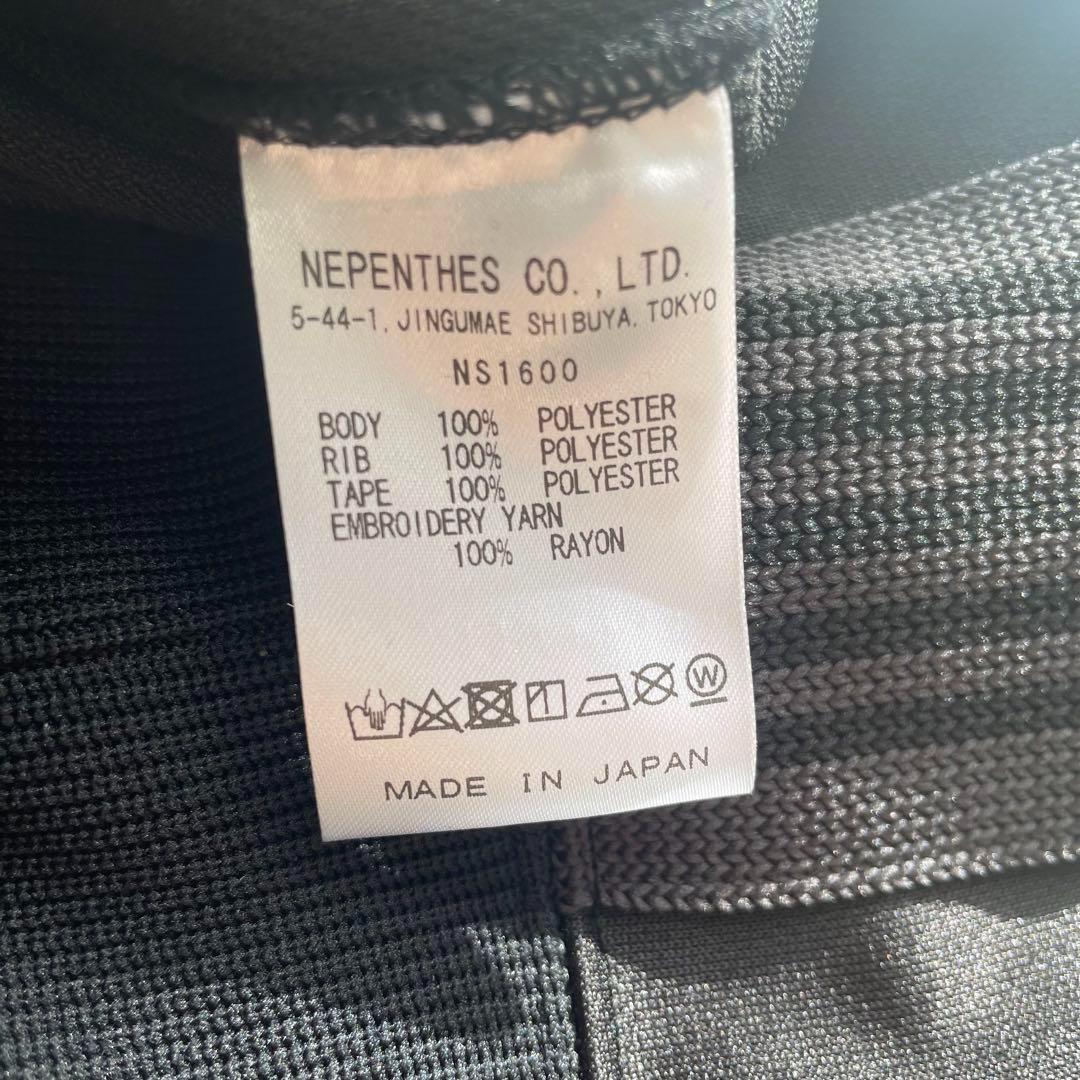 NEPENTHES CO., LTD.
5-44-1, JINGUMAE SHIBUYA, TOKYO
NS1600
BODY 100% POLYESTER
RIB 100% POLYESTER
TAPE 100% POLYESTER
EMBROIDERY YARN
100% RAYON
W
MADE IN JAPAN